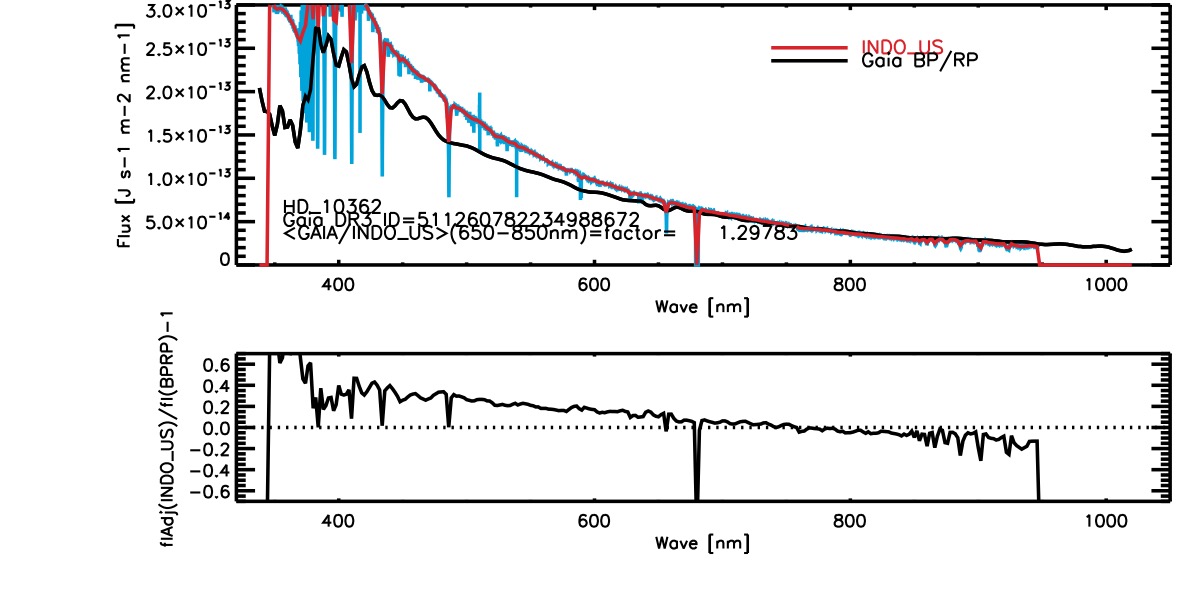 3.0×10⁻¹³
2.5×10⁻¹³
2.0×10⁻¹³
1.5×10⁻¹³
1.0×10⁻¹³
5.0×10⁻¹⁴
0
Flux [J s−1 m−2 nm−1]
INDO_US
Gaia BP/RP
HD_10362
Gaia DR3 ID=5112607822234988672
<GAIA/INDO_US>(650−850nm)=factor= 1.29783
400 600 800 1000
Wave [nm]
flAdj(INDO_US)/fl(BPRP)−1
0.6
0.4
0.2
0.0
−0.2
−0.4
−0.6
400 600 800 1000
Wave [nm]